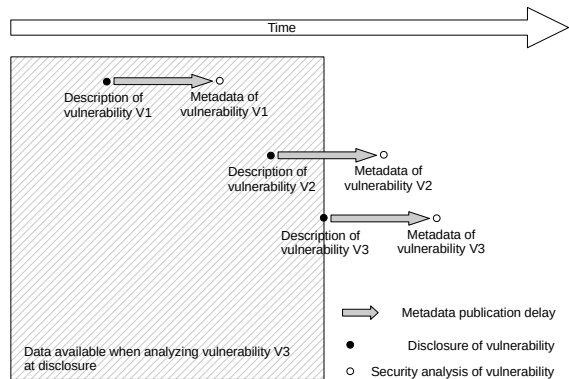 Time
Description of
vulnerability V1
Metadata of
vulnerability V1
Description of
vulnerability V2
Metadata of
vulnerability V2
Description of
vulnerability V3
Metadata of
vulnerability V3
Metadata publication delay
Disclosure of vulnerability
Security analysis of vulnerability
Data available when analyzing vulnerability V3
at disclosure